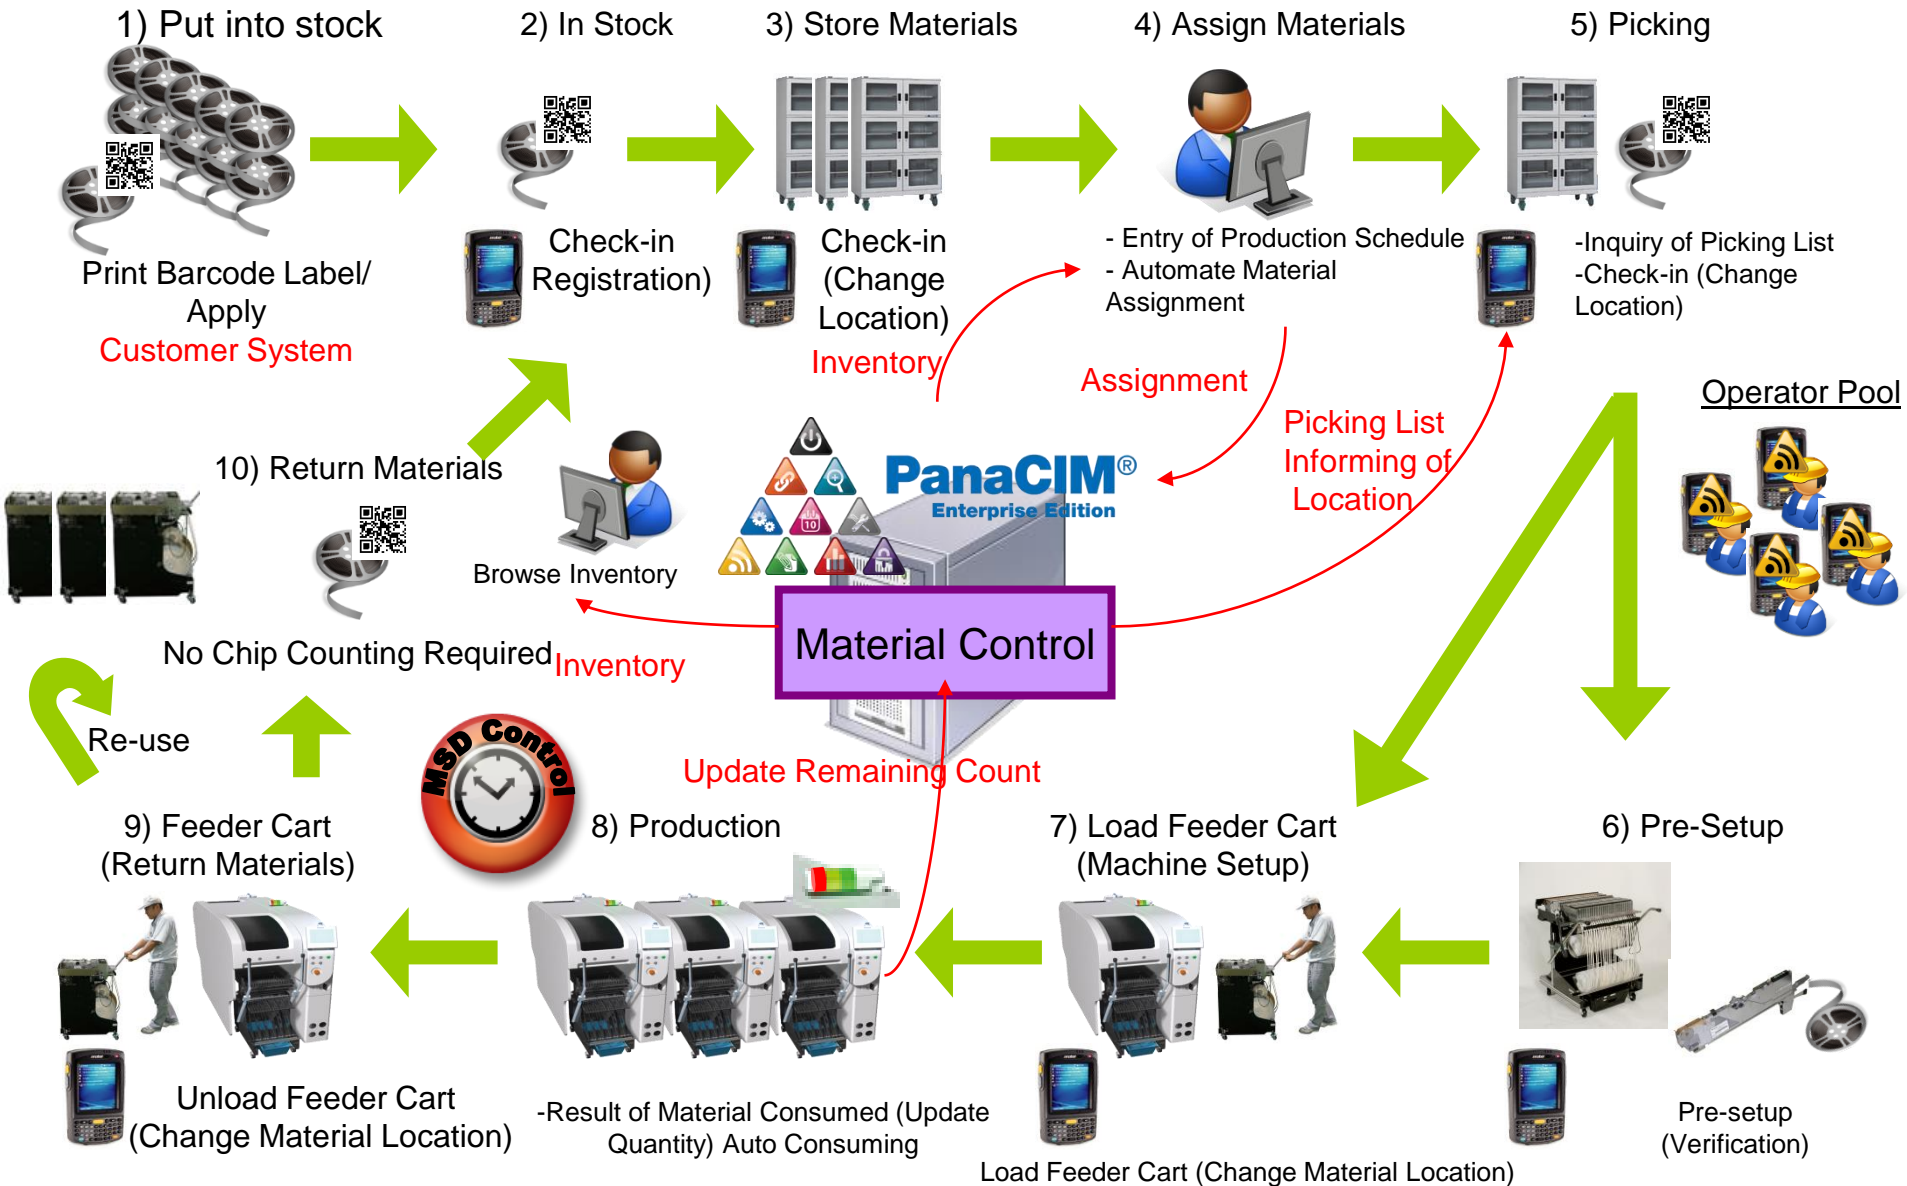 1) Put into stock
2) In Stock
3) Store Materials
4) Assign Materials
5) Picking
Print Barcode Label/
Apply
Customer System
Check-in
Registration)
Check-in
(Change
Location)
Inventory
- Entry of Production Schedule
- Automate Material
Assignment
-Inquiry of Picking List
-Check-in (Change
Location)
Assignment
Picking List
Informing of
Location
Operator Pool
10) Return Materials
Browse Inventory
PanaCIM®
Enterprise Edition
10
Material Control
No Chip Counting Required
Inventory
Re-use
MSD Control
Update Remaining Count
9) Feeder Cart
(Return Materials)
8) Production
7) Load Feeder Cart
(Machine Setup)
6) Pre-Setup
Unload Feeder Cart
(Change Material Location)
-Result of Material Consumed (Update
Quantity) Auto Consuming
Load Feeder Cart (Change Material Location)
Pre-setup
(Verification)